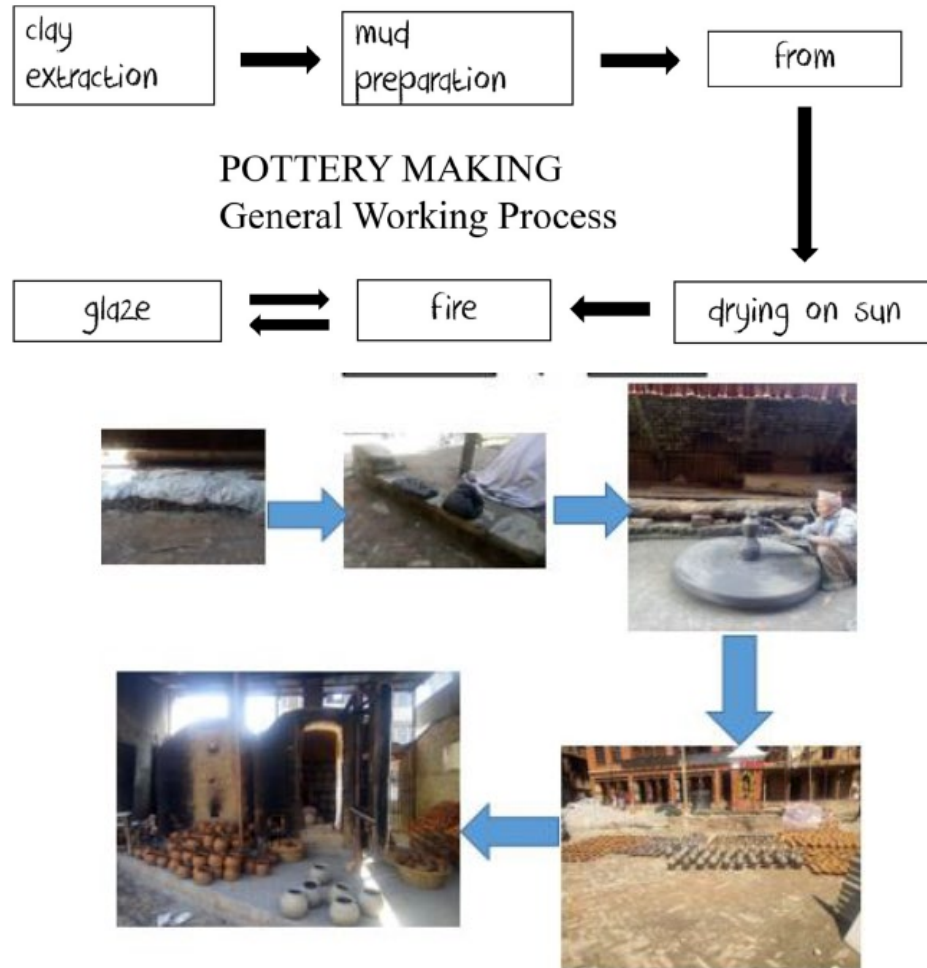 clay
extraction
mud
preparation
from
POTTERY MAKING
General Working Process
glaze
fire
drying on sun